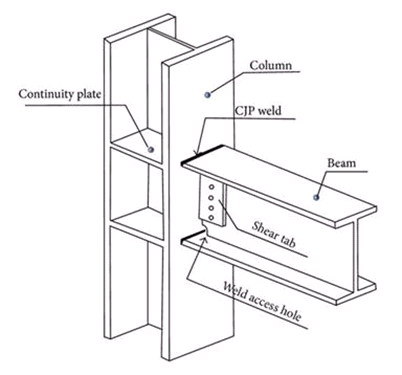 Column
Continuity plate
CJP weld
Beam
Shear tab
Weld access hole